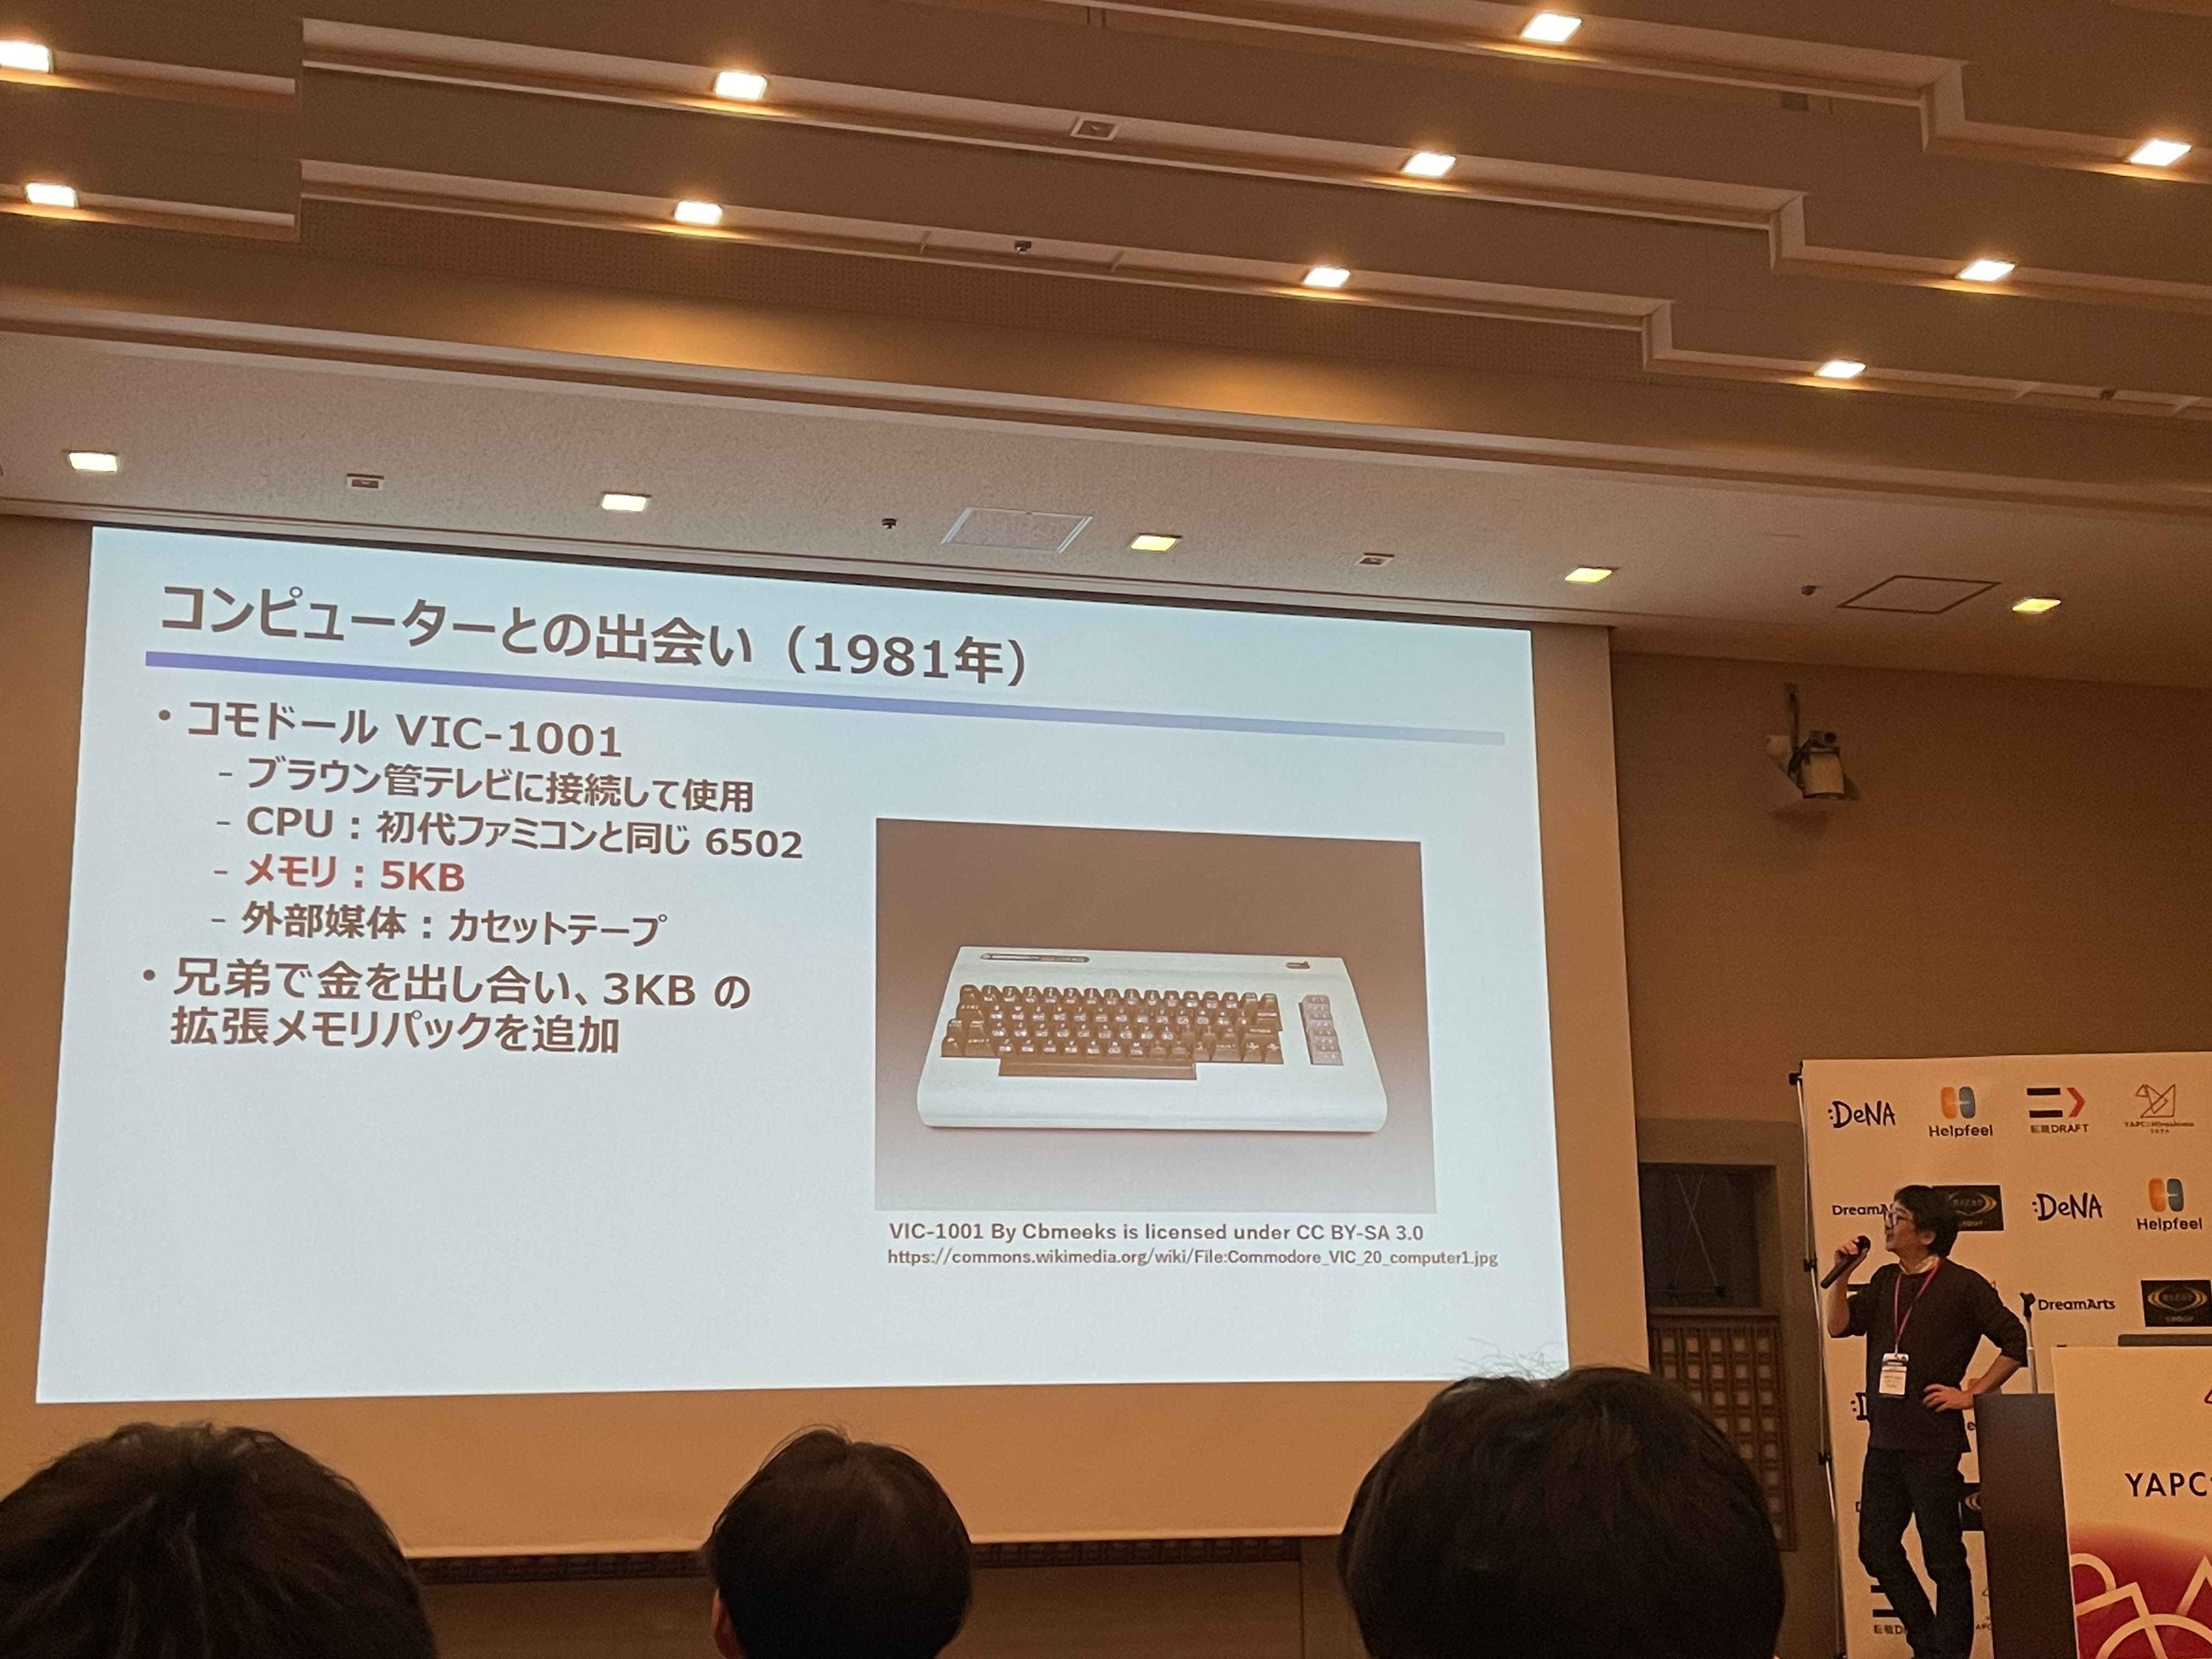 コンピューターとの出会い（1981年）
• コモドール VIC-1001
- ブラウン管テレビに接続して使用
- CPU：初代ファミコンと同じ 6502
- メモリ：5KB
- 外部媒体：カセットテープ
• 兄弟で金を出し合い、3KB の
拡張メモリパックを追加
VIC-1001 By Cbmeeks is licensed under CC BY-SA 3.0
https://commons.wikimedia.org/wiki/File:Commodore_VIC_20_computer1.jpg
:DeNA
Helpfeel
転職DRAFT
DreamA
:DeNA
Helpfeel
DreamArts
YAPC